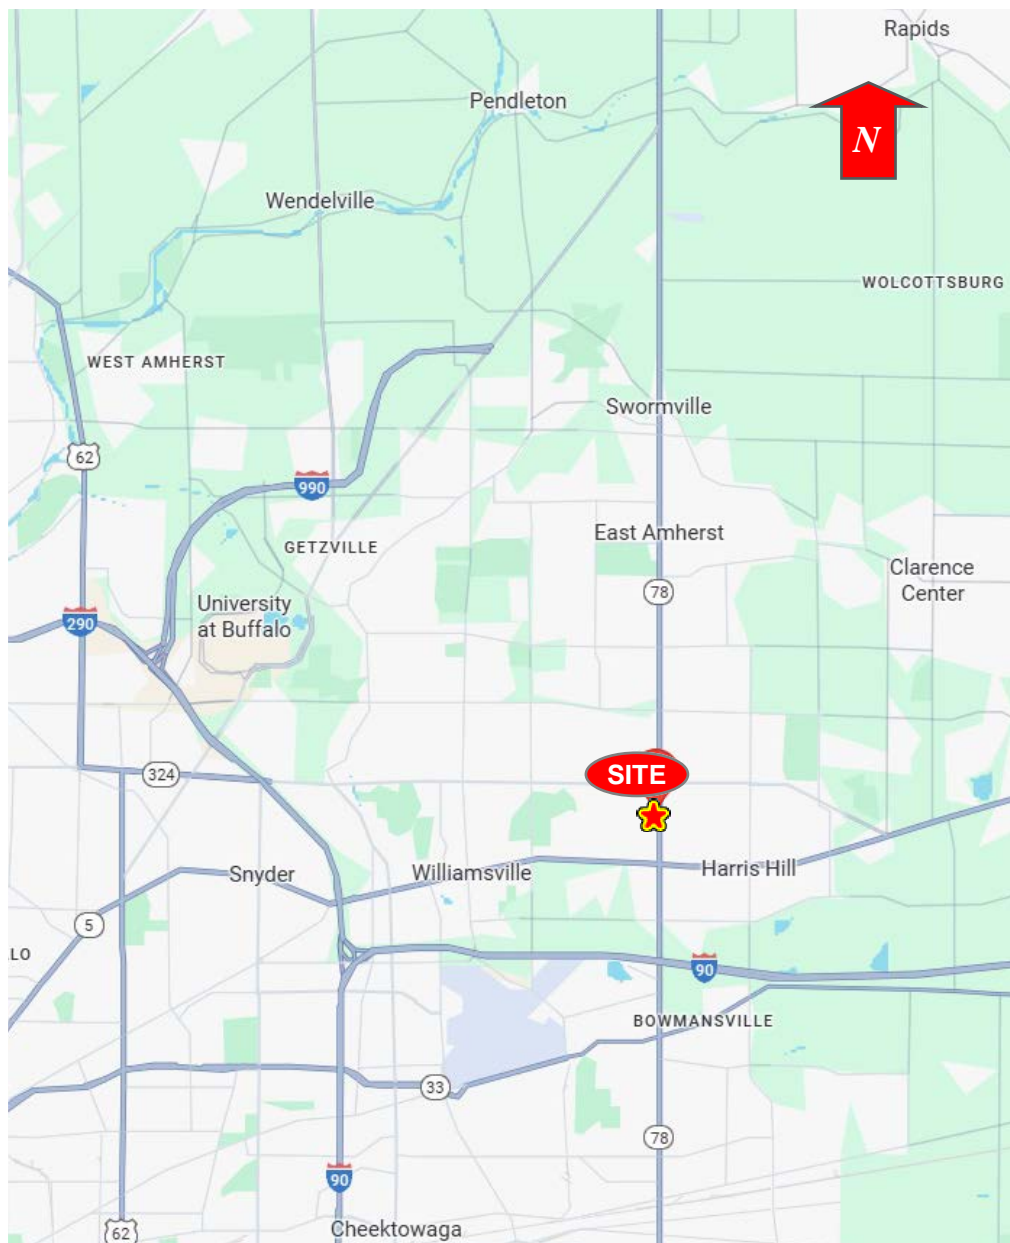 Rapids
Pendleton
N
Wendelville
WOLCOTTSBURG
WEST AMHERST
Swormville
62
990
East Amherst
GETZVILLE
Clarence
Center
78
University
at Buffalo
290
324
SITE
Snyder
Williamsville
Harris Hill
5
LO
90
BOWMANSVILLE
33
78
90
62
Cheektowaga